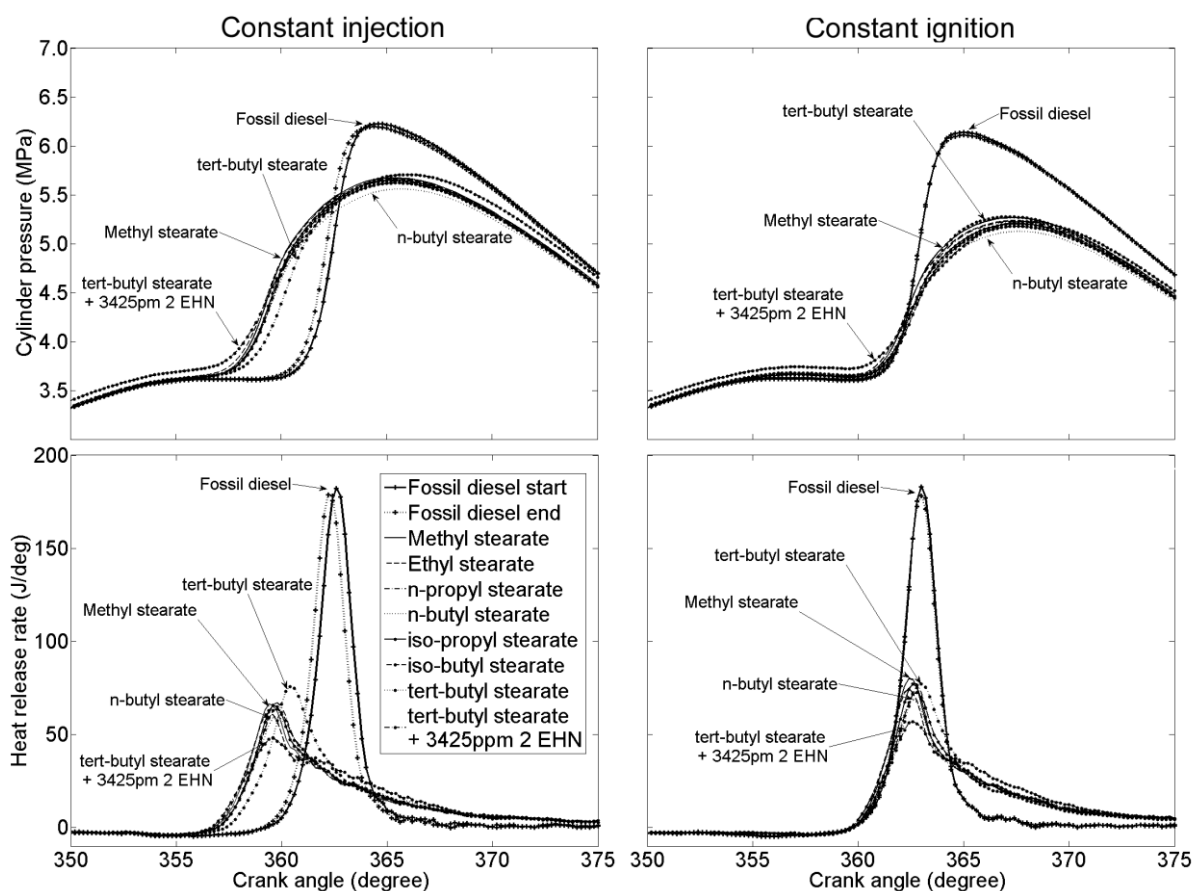 Constant injection
Constant ignition
7.0
6.5
6.0
5.5
5.0
4.5
4.0
3.5
Cylinder pressure (MPa)
Fossil diesel
tert-butyl stearate
Methyl stearate
n-butyl stearate
tert-butyl stearate
+ 3425pm 2 EHN
tert-butyl stearate
Fossil diesel
Methyl stearate
n-butyl stearate
tert-butyl stearate
+ 3425pm 2 EHN
200
150
100
50
0
Heat release rate (J/deg)
Fossil diesel
tert-butyl stearate
Methyl stearate
n-butyl stearate
tert-butyl stearate
+ 3425pm 2 EHN
Fossil diesel start
Fossil diesel end
Methyl stearate
Ethyl stearate
n-propyl stearate
n-butyl stearate
iso-propyl stearate
iso-butyl stearate
tert-butyl stearate
tert-butyl stearate
+ 3425ppm 2 EHN
350 355 360 365 370 375
Crank angle (degree)
Fossil diesel
tert-butyl stearate
Methyl stearate
n-butyl stearate
tert-butyl stearate
+ 3425pm 2 EHN
350 355 360 365 370 375
Crank angle (degree)